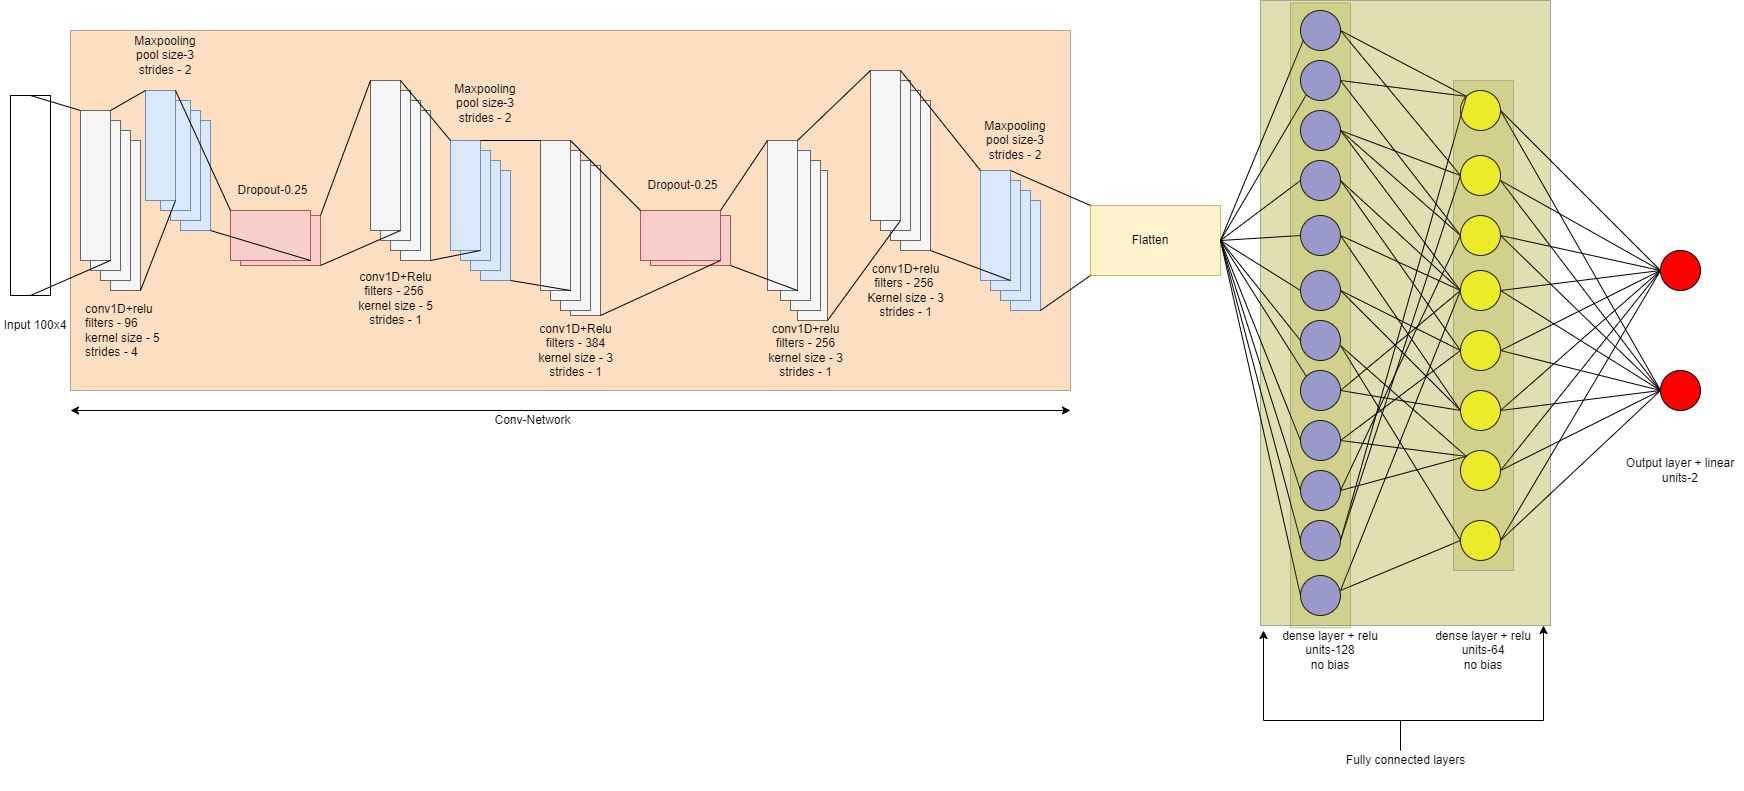 Maxpooling
pool size-3
strides - 2
Dropout-0.25
Maxpooling
pool size-3
strides - 2
Dropout-0.25
Maxpooling
pool size-3
strides - 2
Flatten
Input 100x4
conv1D+relu
filters - 96
kernel size - 5
strides - 4
conv1D+Relu
filters - 256
kernel size - 5
strides - 1
conv1D+Relu
filters - 384
kernel size - 3
strides - 1
conv1D+relu
filters - 256
kernel size - 3
strides - 1
conv1D+relu
filters - 256
Kernel size - 3
strides - 1
Conv-Network
Output layer + linear
units-2
dense layer + relu
units-128
no bias
dense layer + relu
units-64
no bias
Fully connected layers